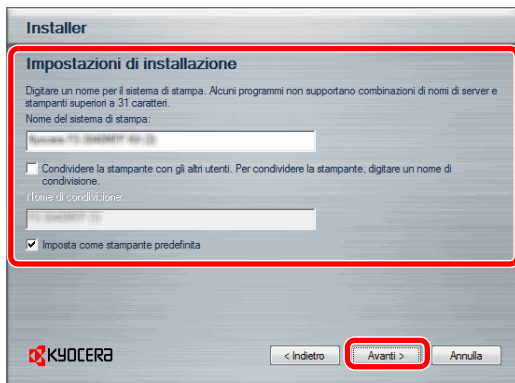 Installer
Impostazioni di installazione
Digitare un nome per il sistema di stampa. Alcuni programmi non supportano combinazioni di nomi di server e
stampanti superiori a 31 caratteri.
Nome del sistema di stampa:
Condividere la stampante con gli altri utenti. Per condividere la stampante, digitare un nome di
condivisione.
Nome di condivisione:
Imposta come stampante predefinita
KYOCERA
< Indietro
Avanti >
Annulla